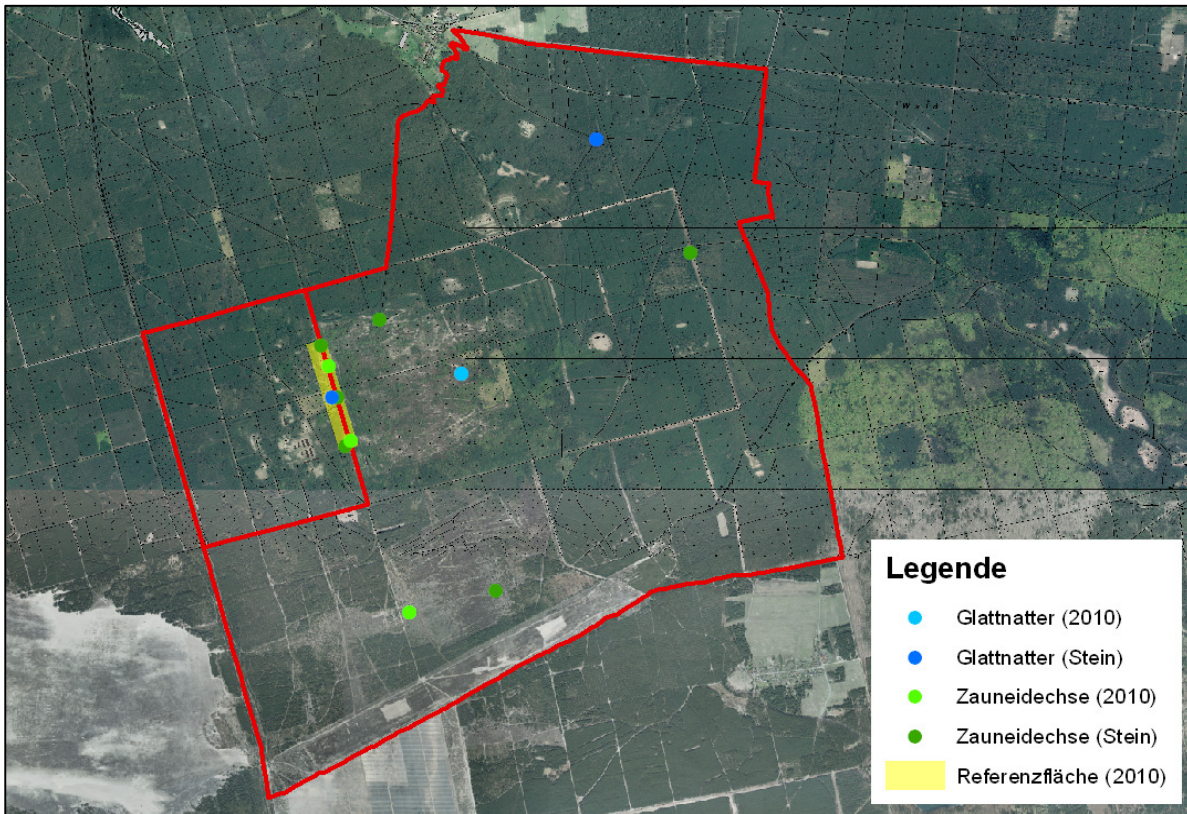 W a l d
Legende
Glattnatter (2010)
Glattnatter (Stein)
Zauneidechse (2010)
Zauneidechse (Stein)
Referenzfläche (2010)